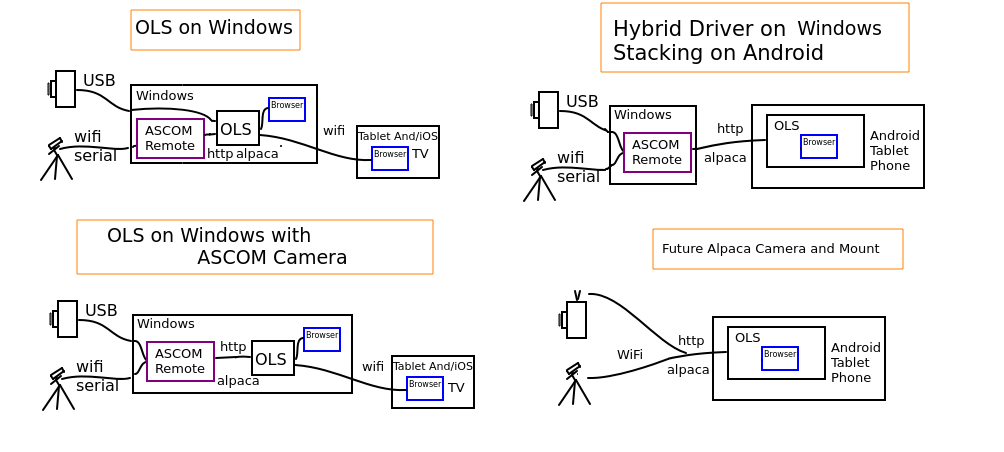 OLS on Windows
USB
Windows
Browser
ASCOM
Remote
OLS
wifi
serial
http alpaca
wifi
Tablet And/iOS
Browser
TV
Hybrid Driver on Windows
Stacking on Android
USB
Windows
ASCOM
Remote
wifi
serial
http
alpaca
OLS
Browser
Android
Tablet
Phone
OLS on Windows with
ASCOM Camera
USB
Windows
ASCOM
Remote
wifi
serial
http
alpaca
OLS
Browser
wifi
Tablet And/iOS
Browser
TV
Future Alpaca Camera and Mount
WiFi
http
alpaca
OLS
Browser
Android
Tablet
Phone